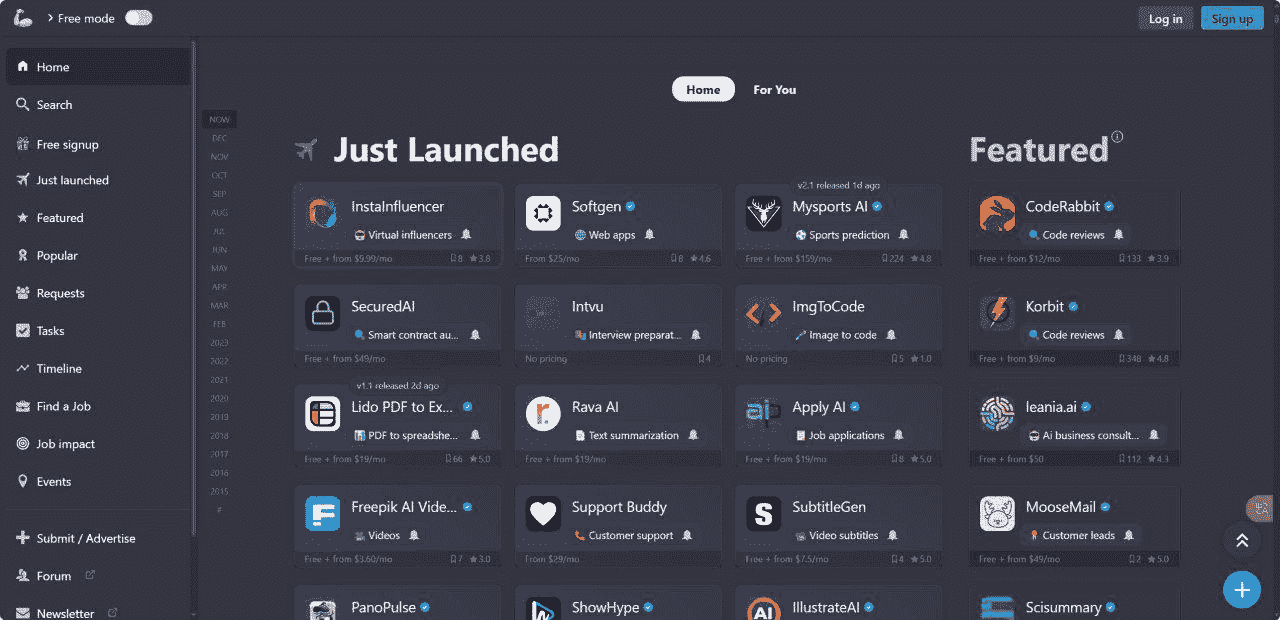 Free mode
Log in
Sign up
Home
Search
Free signup
Just launched
Featured
Popular
Requests
Tasks
Timeline
Find a Job
Job impact
Events
Submit / Advertise
Forum
Newsletter
NOW
DEC
NOV
OCT
SEP
AUG
JUL
JUN
MAY
APR
MAR
FEB
2023
2022
2021
2020
2019
2018
2017
2016
2015
#
Home For You
Just Launched
InstaInfluencer
Virtual influencers
Free + from $9.99/mo 8 3.8
Softgen
Web apps
From $25/mo 8 4.6
v2.1 released 1d ago
Mysports AI
Sports prediction
Free + from $159/mo 224 4.8
SecuredAI
Smart contract au...
Free + from $49/mo
Intvu
Interview preparat...
No pricing 4
ImgToCode
Image to code
No pricing 5 1.0
v1.1 released 2d ago
Lido PDF to Ex...
PDF to spreadshe...
Free + from $19/mo 66 5.0
Rava AI
Text summarization
Free + from $19/mo
Apply AI
Job applications
Free + from $19/mo 8 5.0
Freepik AI Vide...
Videos
Free + from $3.60/mo 7 3.0
Support Buddy
Customer support
From $29/mo
S
SubtitleGen
Video subtitles
Free + from $7.5/mo 4 5.0
PanoPulse
ShowHype
AI
IllustrateAI
Featured
CodeRabbit
Code reviews
Free + from $12/mo 133 3.9
Korbit
Code reviews
Free + from $9/mo 348 4.8
leania.ai
Ai business consult...
Free + from $50 112 4.3
MooseMail
Customer leads
Free + from $49/mo 2 5.0
Scisummary